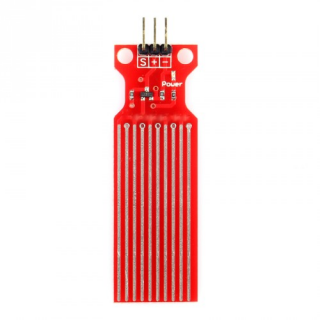 S + -
Power